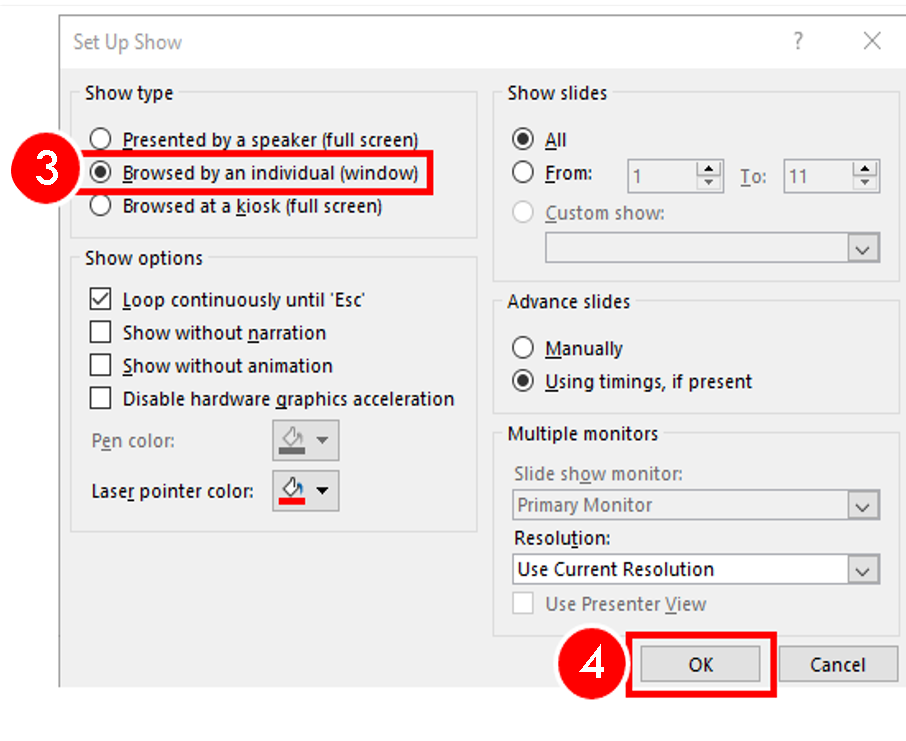 Set Up Show
?
Show type
Presented by a speaker (full screen)
3
Browsed by an individual (window)
Browsed at a kiosk (full screen)
Show options
Loop continuously until 'Esc'
Show without narration
Show without animation
Disable hardware graphics acceleration
Pen color:
Laser pointer color:
Show slides
All
From: 1 To: 11
Custom show:
Advance slides
Manually
Using timings, if present
Multiple monitors
Slide show monitor:
Primary Monitor
Resolution:
Use Current Resolution
Use Presenter View
4
OK
Cancel